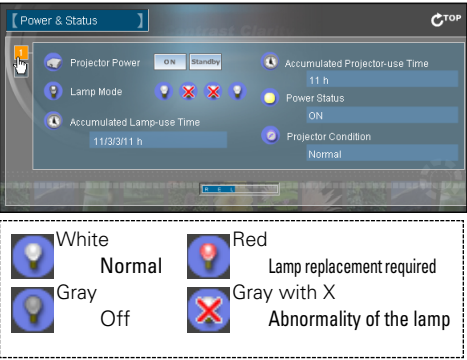 Power & Status
TOP
1
Projector Power
ON
Standby
Lamp Mode
Accumulated Lamp-use Time
11/3/3/11 h
Accumulated Projector-use Time
11 h
Power Status
ON
Projector Condition
Normal
White
Normal
Red
Lamp replacement required
Gray
Off
Gray with X
Abnormality of the lamp